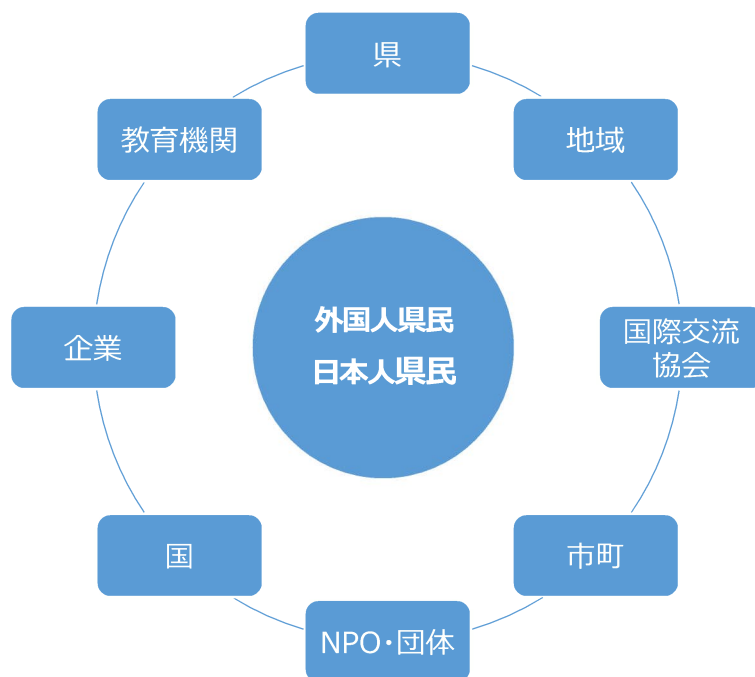 県
教育機関
地域
外国人県民
日本人県民
企業
国際交流
協会
国
市町
NPO・団体